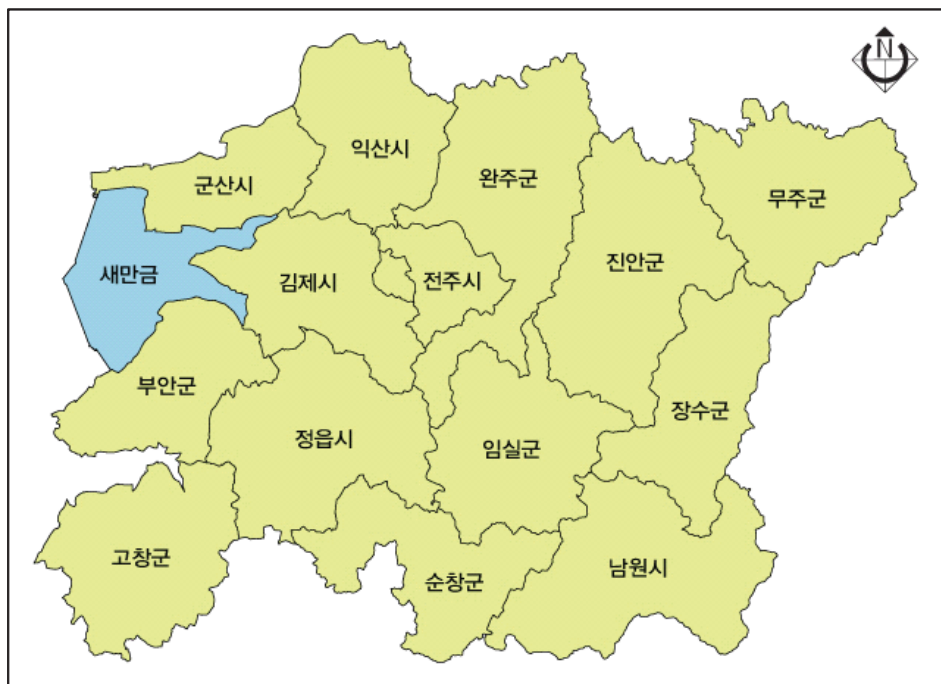 N
익산시
군산시
완주군
무주군
새만금
김제시
전주시
진안군
부안군
정읍시
임실군
장수군
고창군
순창군
남원시